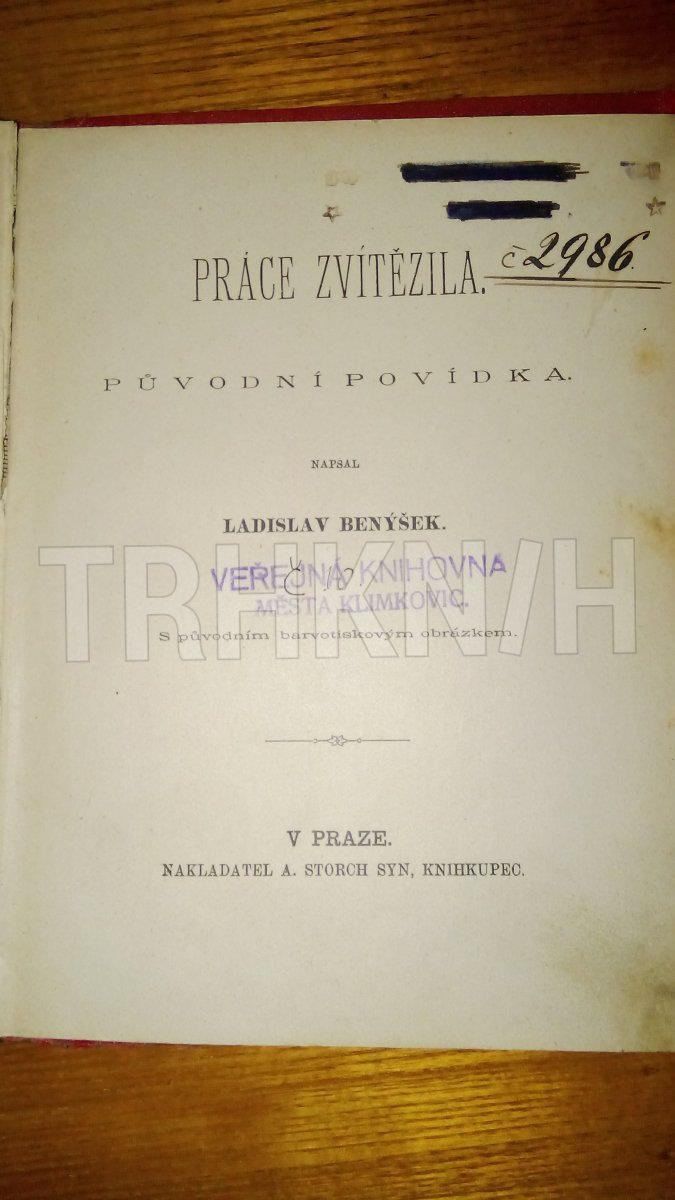 č 2986.
PRÁCE ZVÍTĚZILA.
PŮVODNÍ POVÍDKA.
NAPSAL
LADISLAV BENÝŠEK.
VEŘEJNÁ KNIHOVNA
MĚSTA KLIMKOVIC.
TRHKNIH
S původním barvotiskovým obrázkem.
V PRAZE.
NAKLADATEL A. STORCH SYN, KNIHKUPEC.